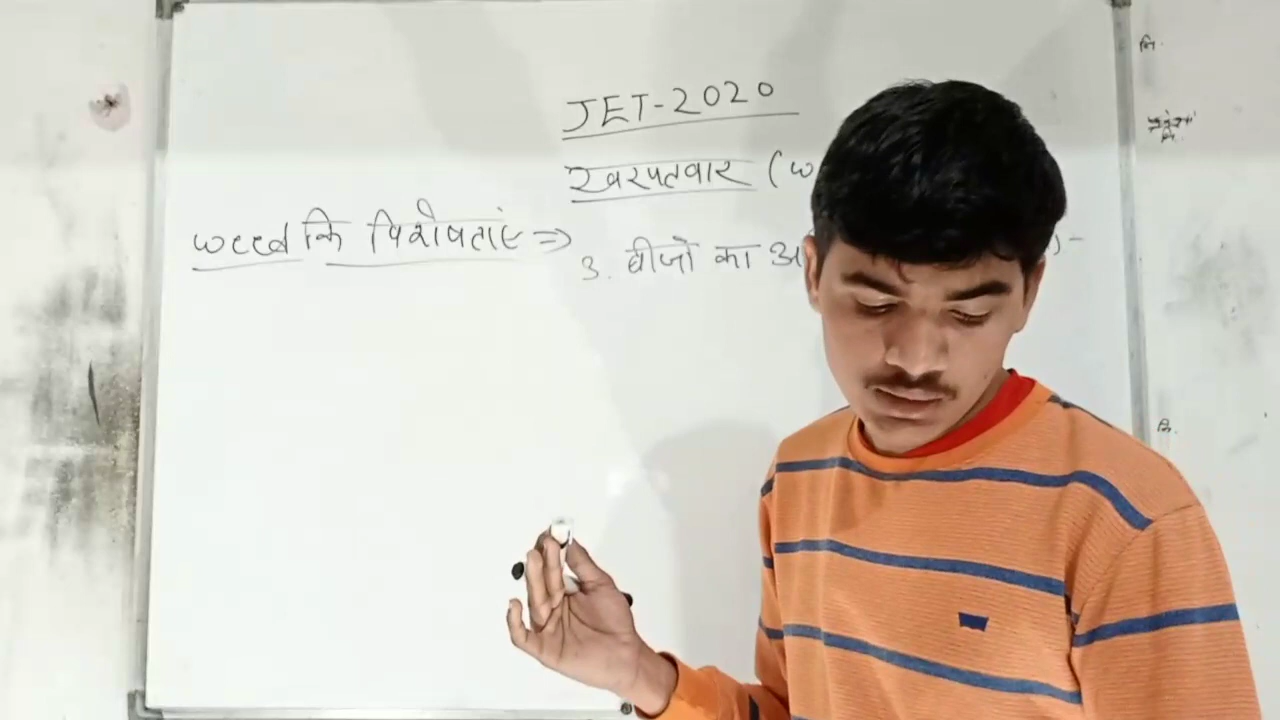 JET-2020
खरपतवार (w
weed कि विशेषताएं ⇒
3. बीजों का अ
नि.
नि.